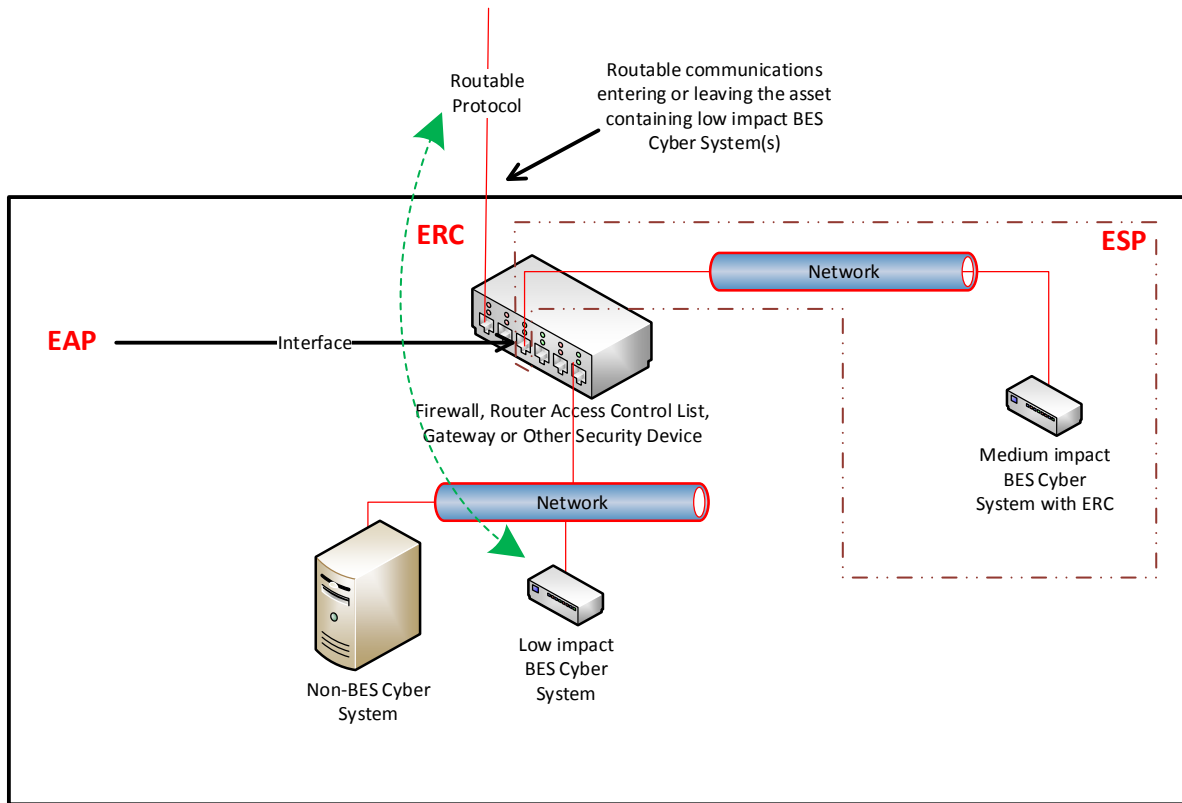 Routable
Protocol
Routable communications
entering or leaving the asset
containing low impact BES
Cyber System(s)
ERC
ESP
Network
EAP
Interface
Firewall, Router Access Control List,
Gateway or Other Security Device
Medium impact
BES Cyber
System with ERC
Network
Low impact
BES Cyber
System
Non-BES Cyber
System